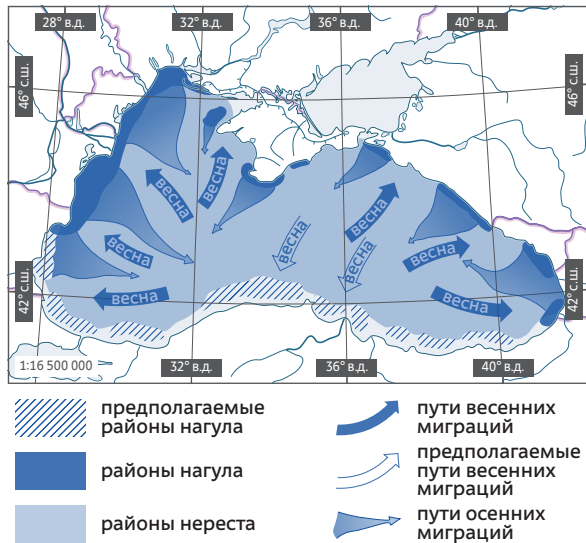 28° в.д.
32° в.д.
36° в.д.
40° в.д.
46° с.ш.
46° с.ш.
весна
весна
весна
весна
весна
весна
весна
весна
весна
42° с.ш.
42° с.ш.
1:16 500 000
32° в.д.
36° в.д.
40° в.д.
предполагаемые
районы нагула
районы нагула
районы нереста
пути весенних
миграций
предполагаемые
пути весенних
миграций
пути осенних
миграций